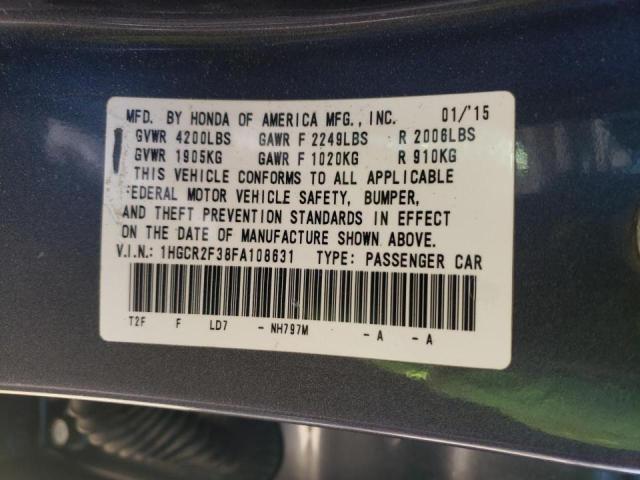 MFD. BY HONDA OF AMERICA MFG., INC. 01/'15
GVWR 4200LBS GAWR F 2249LBS R 2006LBS
GVWR 1905KG GAWR F 1020KG R 910KG
THIS VEHICLE CONFORMS TO ALL APPLICABLE
FEDERAL MOTOR VEHICLE SAFETY, BUMPER,
AND THEFT PREVENTION STANDARDS IN EFFECT
ON THE DATE OF MANUFACTURE SHOWN ABOVE.
V.I.N.: 1HGCR2F38FA108631 TYPE: PASSENGER CAR
T2F F LD7 - NH797M - A - A